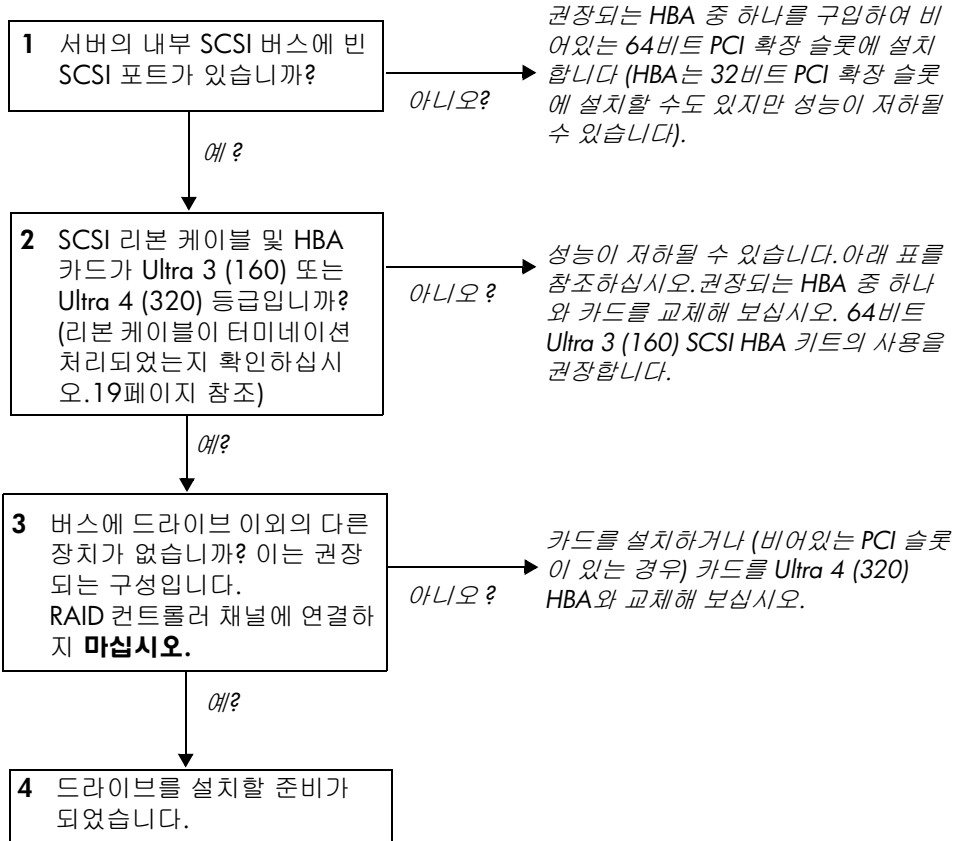 1 서버의 내부 SCSI 버스에 빈
SCSI 포트가 있습니까?
아니오?
권장되는 HBA 중 하나를 구입하여 비
어있는 64비트 PCI 확장 슬롯에 설치
합니다 (HBA는 32비트 PCI 확장 슬롯
에 설치할 수도 있지만 성능이 저하될
수 있습니다).
예 ?
2 SCSI 리본 케이블 및 HBA
카드가 Ultra 3 (160) 또는
Ultra 4 (320) 등급입니까?
(리본 케이블이 터미네이션
처리되었는지 확인하십시
오.19페이지 참조)
아니오 ?
성능이 저하될 수 있습니다.아래 표를
참조하십시오.권장되는 HBA 중 하나
와 카드를 교체해 보십시오. 64비트
Ultra 3 (160) SCSI HBA 키트의 사용을
권장합니다.
예?
3 버스에 드라이브 이외의 다른
장치가 없습니까? 이는 권장
되는 구성입니다.
RAID 컨트롤러 채널에 연결하
지 마십시오.
아니오 ?
카드를 설치하거나 (비어있는 PCI 슬롯
이 있는 경우) 카드를 Ultra 4 (320)
HBA와 교체해 보십시오.
예?
4 드라이브를 설치할 준비가
되었습니다.